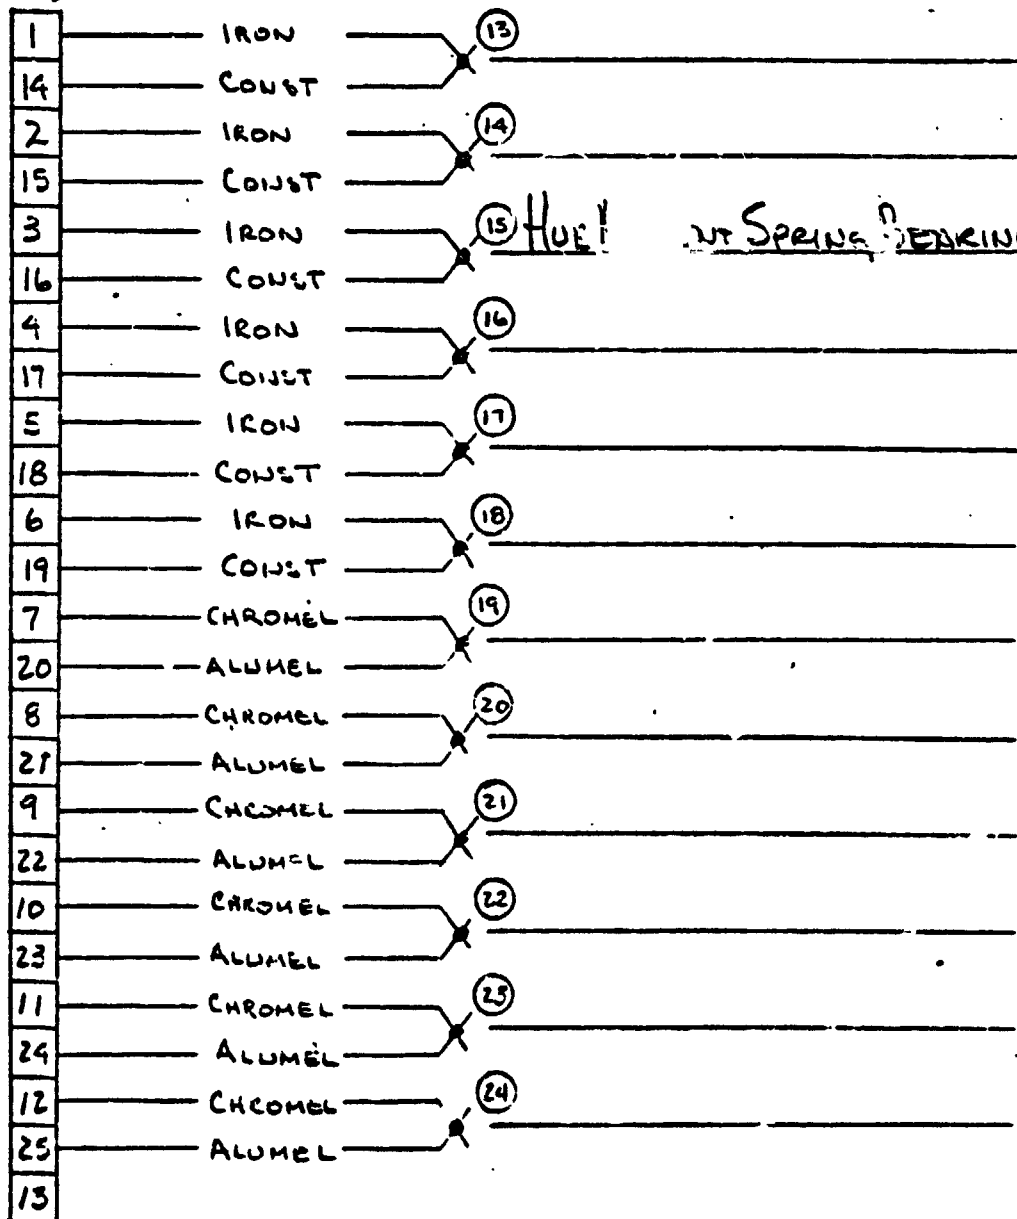 1 IRON 13
14 CONST
2 IRON 14
15 CONST
3 IRON 15 SPRING BEARING
16 CONST
4 IRON 16
17 CONST
5 IRON 17
18 CONST
6 IRON 18
19 CONST
7 CHROMEL 19
20 ALUMEL
8 CHROMEL 20
21 ALUMEL
9 CHROMEL 21
22 ALUMEL
10 CHROMEL 22
23 ALUMEL
11 CHROMEL 23
24 ALUMEL
12 CHROMEL 24
25 ALUMEL
13